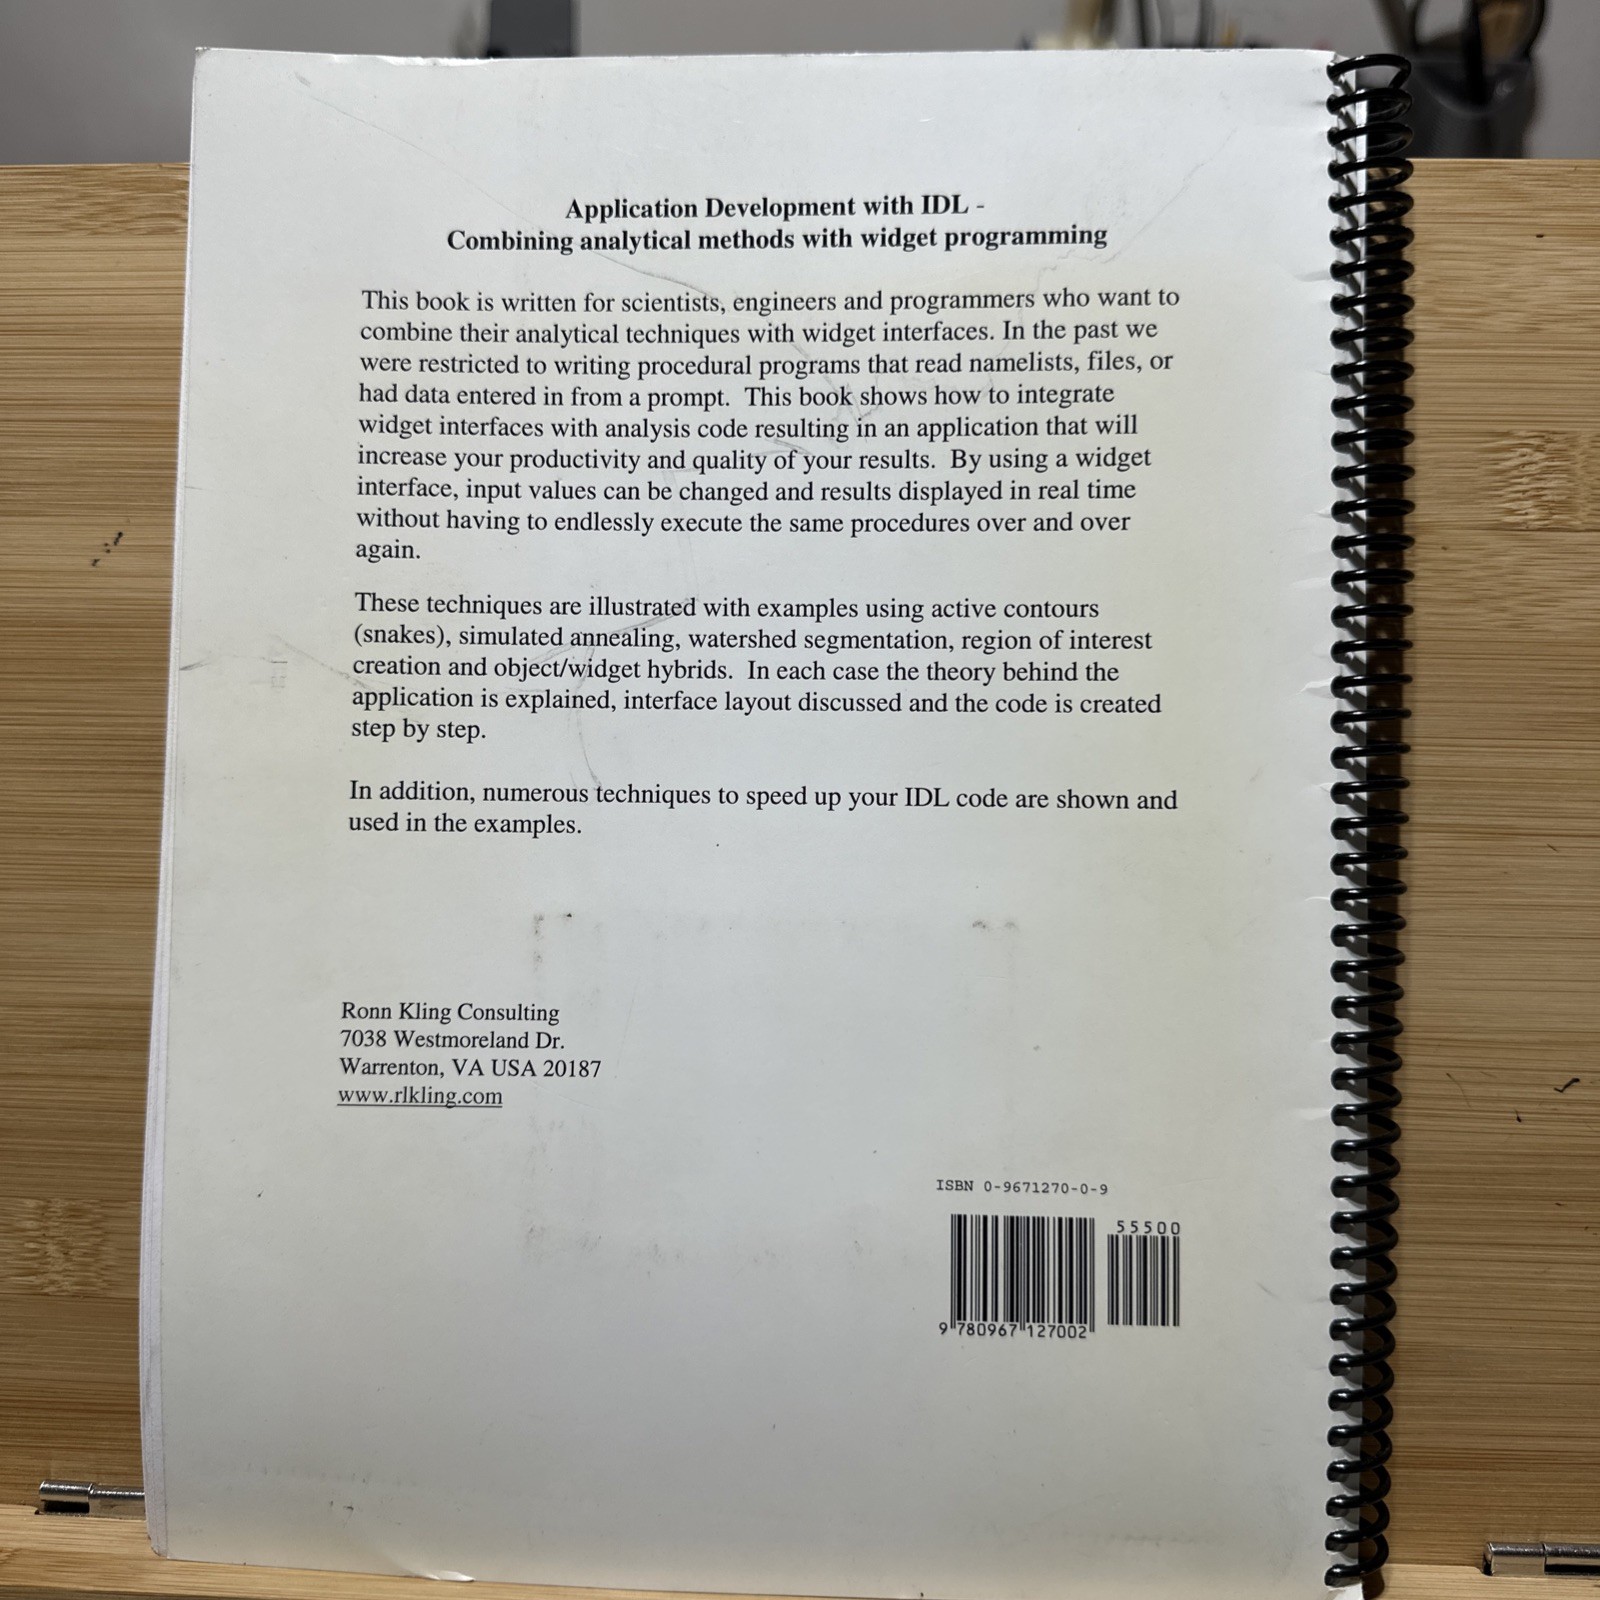 Application Development with IDL -
Combining analytical methods with widget programming
This book is written for scientists, engineers and programmers who want to
combine their analytical techniques with widget interfaces. In the past we
were restricted to writing procedural programs that read namelists, files, or
had data entered in from a prompt. This book shows how to integrate
widget interfaces with analysis code resulting in an application that will
increase your productivity and quality of your results. By using a widget
interface, input values can be changed and results displayed in real time
without having to endlessly execute the same procedures over and over
again.
These techniques are illustrated with examples using active contours
(snakes), simulated annealing, watershed segmentation, region of interest
creation and object/widget hybrids. In each case the theory behind the
application is explained, interface layout discussed and the code is created
step by step.
In addition, numerous techniques to speed up your IDL code are shown and
used in the examples.
Ronn Kling Consulting
7038 Westmoreland Dr.
Warrenton, VA USA 20187
www.rlkling.com
ISBN 0-9671270-0-9
55500
9 780967 127002